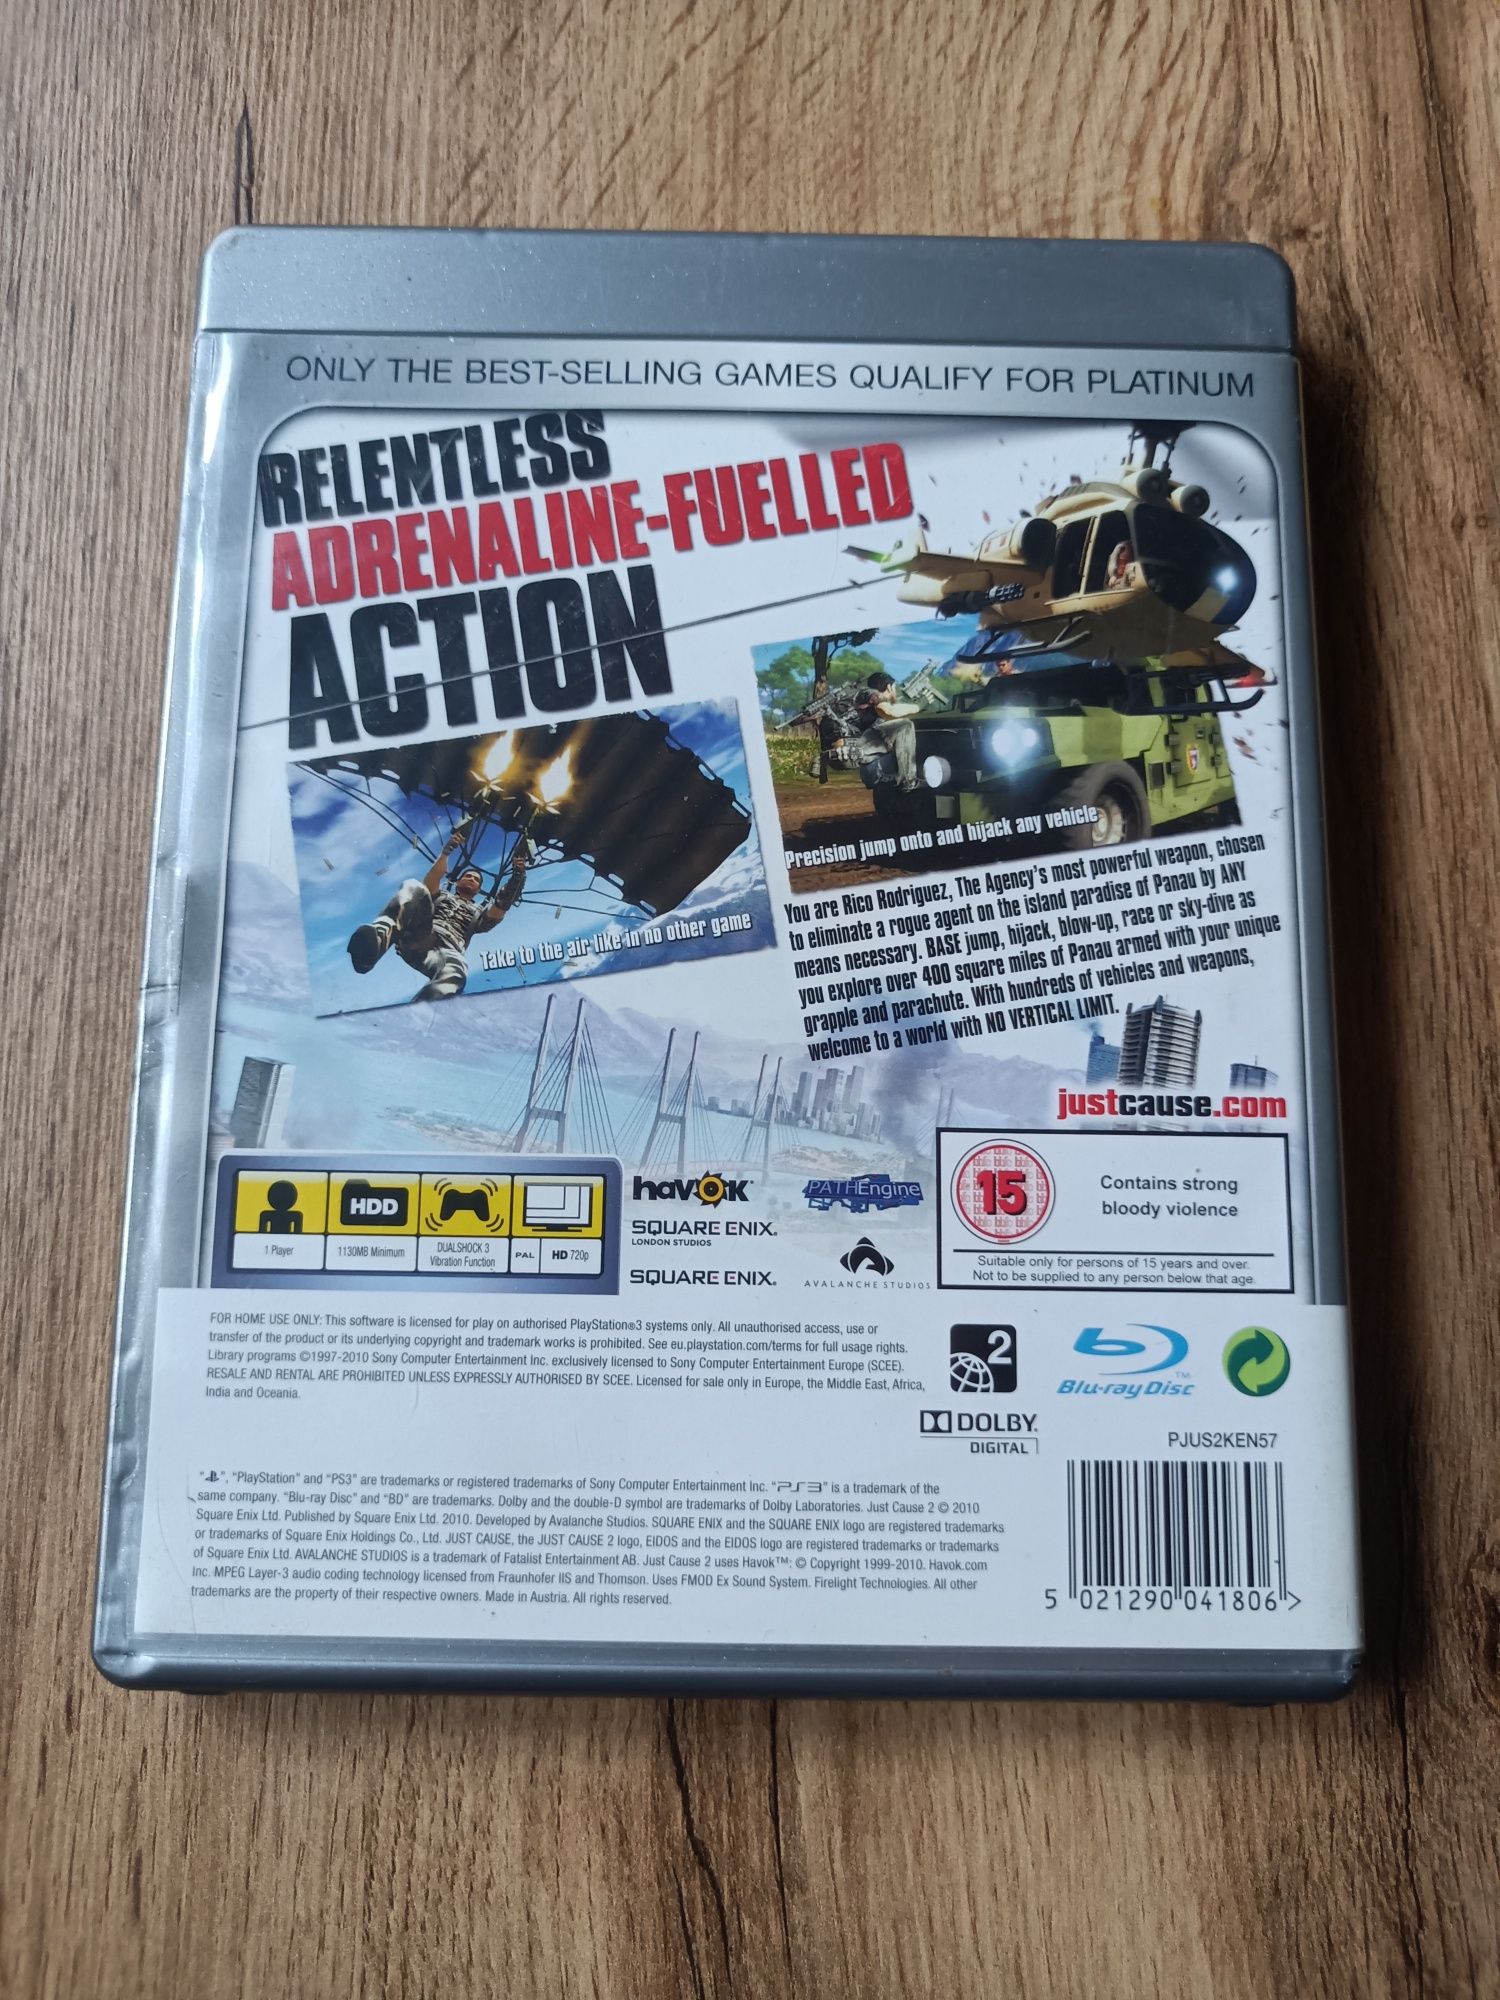 ONLY THE BEST-SELLING GAMES QUALIFY FOR PLATINUM
RELENTLESS
ADRENALINE-FUELLED
ACTION
Precision jump onto and hijack any vehicle
Take to the air like in no other game
You are Rico Rodriguez, The Agency's most powerful weapon, chosen
to eliminate a rogue agent on the island paradise of Panau by ANY
means necessary. BASE jump, hijack, blow-up, race or sky-dive as
you explore over 400 square miles of Panau armed with your unique
grapple and parachute. With hundreds of vehicles and weapons,
welcome to a world with NO VERTICAL LIMIT.
justcause.com
HDD
1 Player
1130MB Minimum
DUALSHOCK 3
Vibration Function
PAL
HD 720p
havok
PATHEngine
SQUARE ENIX.
LONDON STUDIOS
SQUARE ENIX.
AVALANCHE STUDIOS
15
Contains strong
bloody violence
Suitable only for persons of 15 years and over.
Not to be supplied to any person below that age.
FOR HOME USE ONLY: This software is licensed for play on authorised PlayStation®3 systems only. All unauthorised access, use or
transfer of the product or its underlying copyright and trademark works is prohibited. See eu.playstation.com/terms for full usage rights.
Library programs ©1997-2010 Sony Computer Entertainment Inc. exclusively licensed to Sony Computer Entertainment Europe (SCEE).
RESALE AND RENTAL ARE PROHIBITED UNLESS EXPRESSLY AUTHORISED BY SCEE. Licensed for sale only in Europe, the Middle East, Africa,
India and Oceania.
2
Blu-ray Disc
TM
DOLBY.
DIGITAL
PJUS2KEN57
" ", "PlayStation" and "PS3" are trademarks or registered trademarks of Sony Computer Entertainment Inc. "PS3" is a trademark of the
same company. "Blu-ray Disc" and "BD" are trademarks. Dolby and the double-D symbol are trademarks of Dolby Laboratories. Just Cause 2 © 2010
Square Enix Ltd. Published by Square Enix Ltd. 2010. Developed by Avalanche Studios. SQUARE ENIX and the SQUARE ENIX logo are registered trademarks
or trademarks of Square Enix Holdings Co., Ltd. JUST CAUSE, the JUST CAUSE 2 logo, EIDOS and the EIDOS logo are registered trademarks or trademarks
of Square Enix Ltd. AVALANCHE STUDIOS is a trademark of Fatalist Entertainment AB. Just Cause 2 uses Havok™: © Copyright 1999-2010. Havok.com
Inc. MPEG Layer-3 audio coding technology licensed from Fraunhofer IIS and Thomson. Uses FMOD Ex Sound System. Firelight Technologies. All other
trademarks are the property of their respective owners. Made in Austria. All rights reserved.
5 021290 041806 >